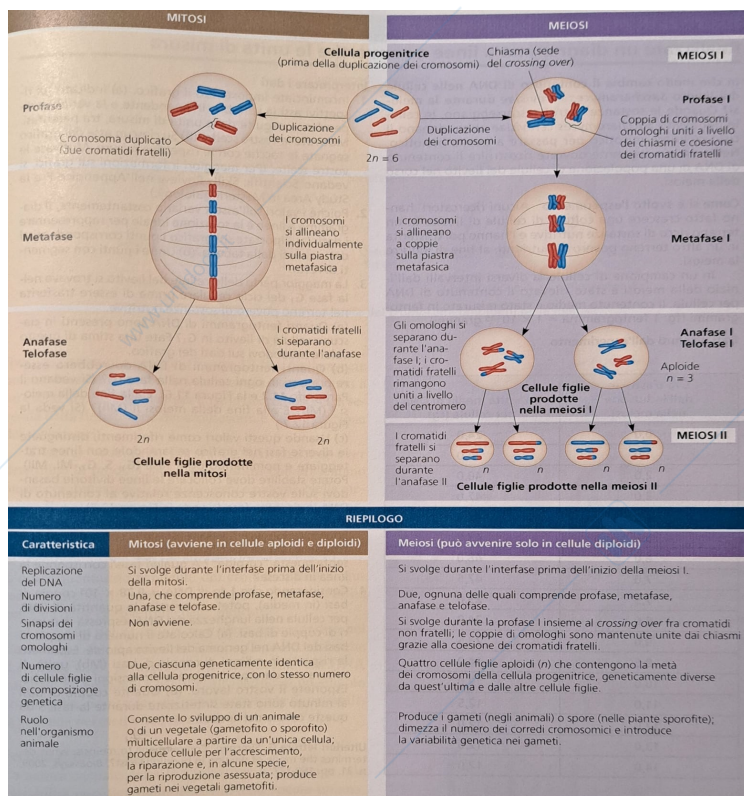 MITOSI
MEIOSI
Cellula progenitrice
(prima della duplicazione dei cromosomi)
Chiasma (sede
del crossing over)
MEIOSI I
Profase
Profase I
Cromosoma duplicato
(due cromatidi fratelli)
Duplicazione
dei cromosomi
2n = 6
Duplicazione
dei cromosomi
Coppia di cromosomi
omologhi uniti a livello
dei chiasmi e coesione
dei cromatidi fratelli
Metafase
I cromosomi
si allineano
individualmente
sulla piastra
metafasica
I cromosomi
si allineano
a coppie
sulla piastra
metafasica
Metafase I
Anafase
Telofase
I cromatidi fratelli
si separano
durante l'anafase
2n
2n
Cellule figlie prodotte
nella mitosi
Gli omologhi si
separano du-
rante l'ana-
fase I; i cro-
matidi fratelli
rimangono
uniti a livello
del centromero
Cellule figlie
prodotte
nella meiosi I
Anafase I
Telofase I
Aploide
n = 3
I cromatidi
fratelli si
separano
durante
l'anafase II
MEIOSI II
n
n
n
n
Cellule figlie prodotte nella meiosi II
RIEPILOGO
Caratteristica
Mitosi (avviene in cellule aploidi e diploidi)
Meiosi (può avvenire solo in cellule diploidi)
Replicazione
del DNA
Si svolge durante l'interfase prima dell'inizio
della mitosi.
Si svolge durante l'interfase prima dell'inizio della meiosi I.
Numero
di divisioni
Una, che comprende profase, metafase,
anafase e telofase.
Due, ognuna delle quali comprende profase, metafase,
anafase e telofase.
Sinapsi dei
cromosomi
omologhi
Non avviene.
Si svolge durante la profase I insieme al crossing over fra cromatidi
non fratelli; le coppie di omologhi sono mantenute unite dai chiasmi
grazie alla coesione dei cromatidi fratelli.
Numero
di cellule figlie
e composizione
genetica
Due, ciascuna geneticamente identica
alla cellula progenitrice, con lo stesso numero
di cromosomi.
Quattro cellule figlie aploidi (n) che contengono la metà
dei cromosomi della cellula progenitrice, geneticamente diverse
da quest'ultima e dalle altre cellule figlie.
Ruolo
nell'organismo
animale
Consente lo sviluppo di un animale
o di un vegetale (gametofito o sporofito)
multicellulare a partire da un'unica cellula;
produce cellule per l'accrescimento,
la riparazione e, in alcune specie,
per la riproduzione asessuata; produce
gameti nei vegetali gametofiti.
Produce i gameti (negli animali) o spore (nelle piante sporofite);
dimezza il numero dei corredi cromosomici e introduce
la variabilità genetica nei gameti.